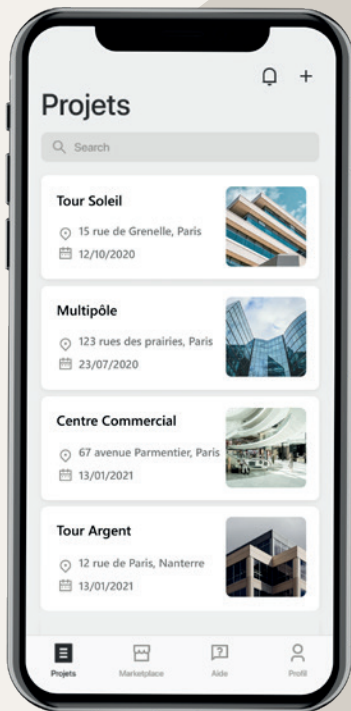 Projets
Search
Tour Soleil
15 rue de Grenelle, Paris
12/10/2020
Multipôle
123 rues des prairies, Paris
23/07/2020
Centre Commercial
67 avenue Parmentier, Paris
13/01/2021
Tour Argent
12 rue de Paris, Nanterre
13/01/2021
Projets Marketplace Aide Profil